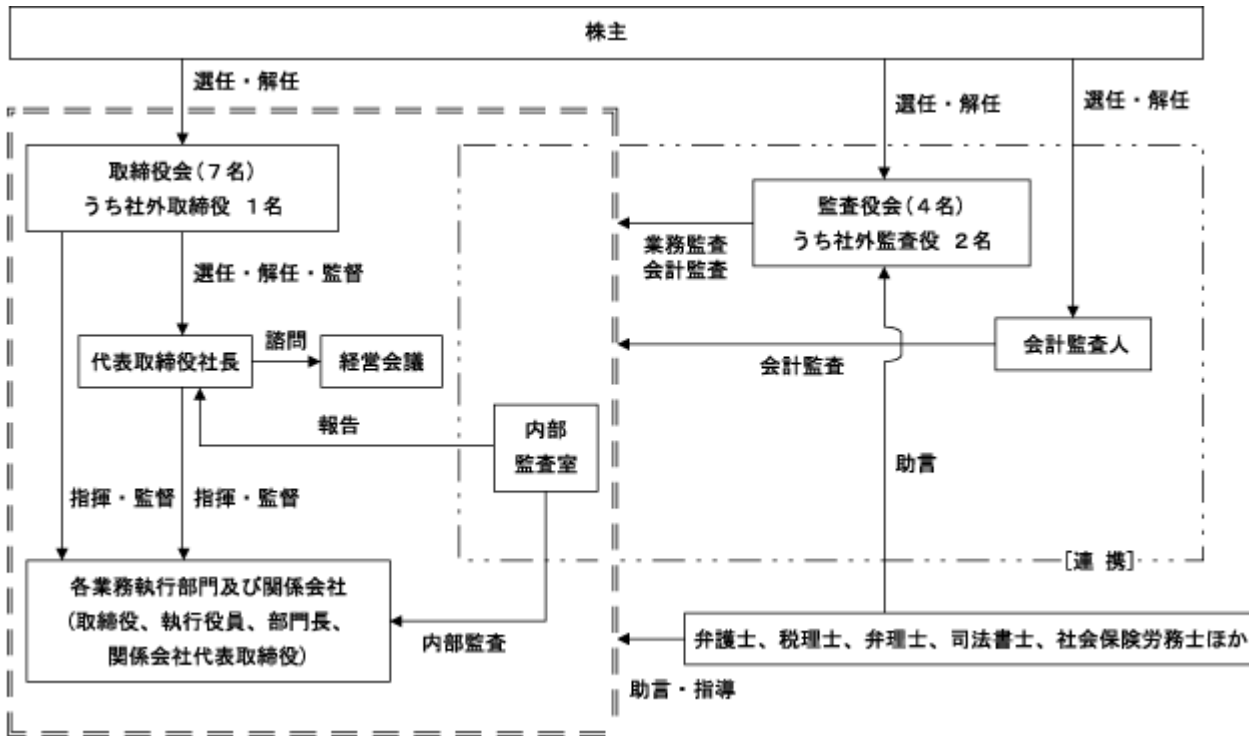 株主
選任・解任
選任・解任
選任・解任
取締役会(7名)
うち社外取締役 1名
監査役会(4名)
うち社外監査役 2名
業務監査
会計監査
選任・解任・監督
代表取締役社長
諮問
経営会議
会計監査
会計監査人
報告
内部
監査室
助言
指揮・監督
指揮・監督
[連 携]
各業務執行部門及び関係会社
(取締役、執行役員、部門長、
関係会社代表取締役)
内部監査
弁護士、税理士、弁理士、司法書士、社会保険労務士ほか
助言・指導